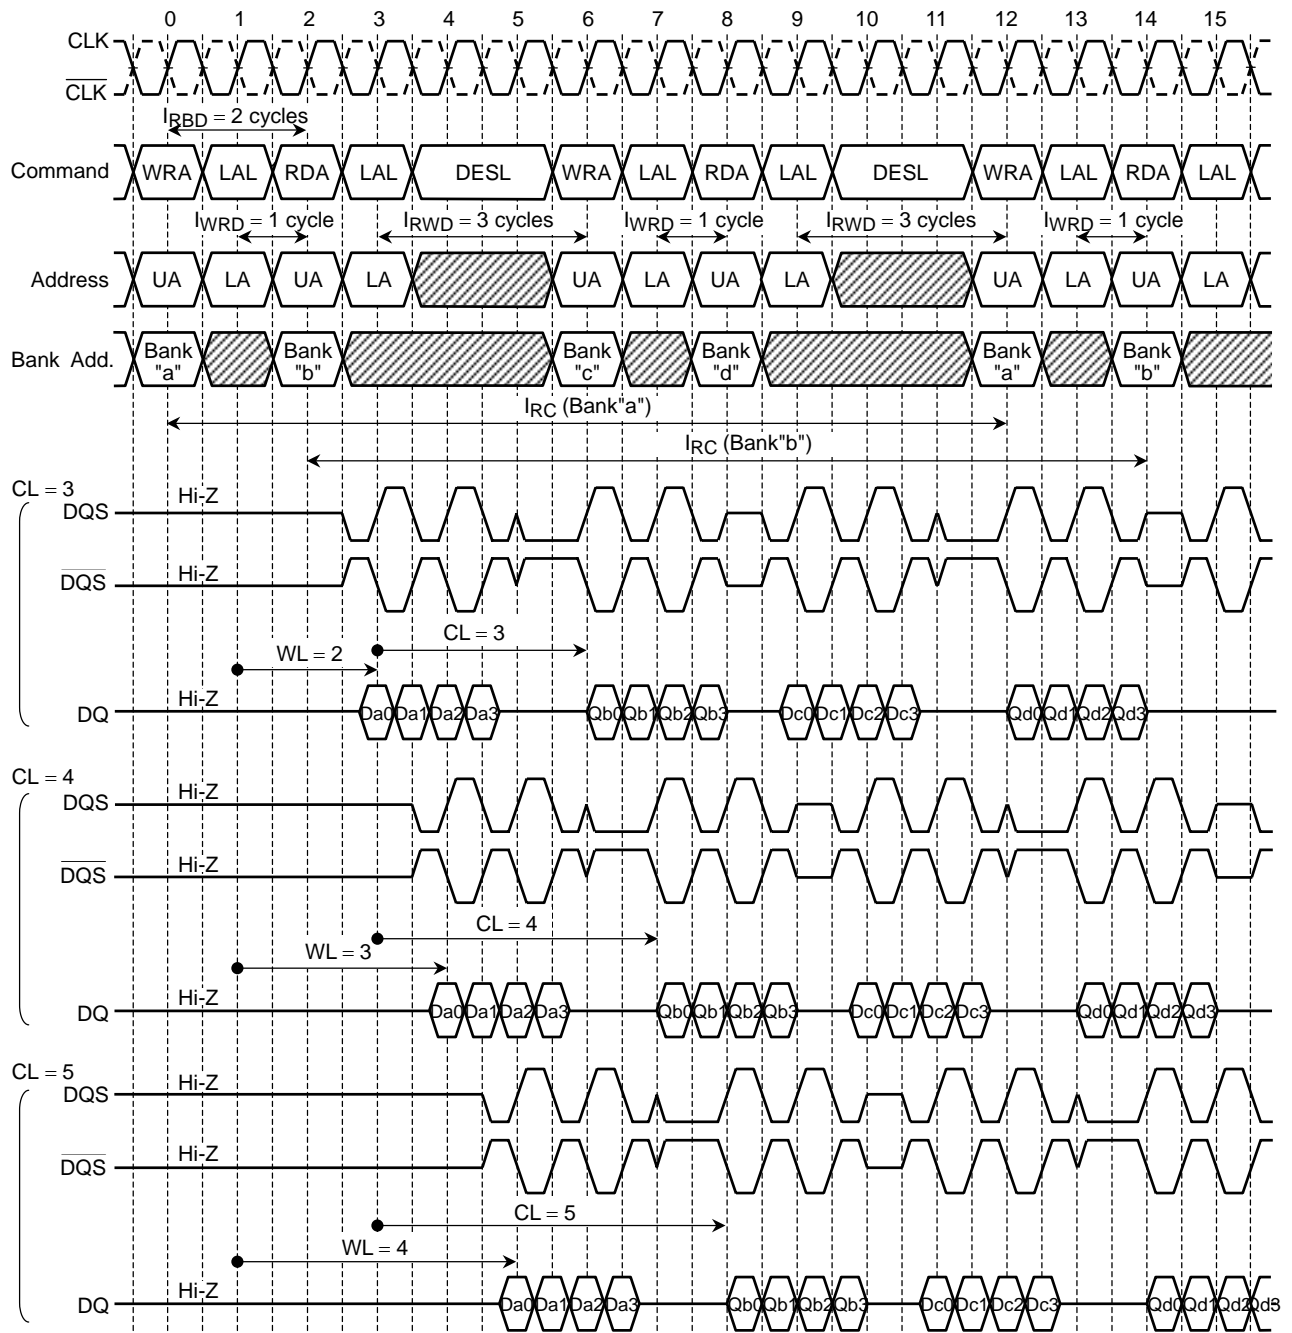 0 1 2 3 4 5 6 7 8 9 10 11 12 13 14 15
CLK
CLK
IRBD = 2 cycles
Command WRA LAL RDA LAL DESL WRA LAL RDA LAL DESL WRA LAL RDA LAL
IWRD = 1 cycle IRWD = 3 cycles IWRD = 1 cycle IRWD = 3 cycles IWRD = 1 cycle
Address UA LA UA LA UA LA UA LA UA LA UA LA
Bank Add. Bank "a" Bank "b" Bank "c" Bank "d" Bank "a" Bank "b"
IRC (Bank"a")
IRC (Bank"b")
CL = 3
DQS Hi-Z
DQS Hi-Z
CL = 3
WL = 2
DQ Hi-Z Da0 Da1 Da2 Da3 Qb0 Qb1 Qb2 Qb3 Dc0 Dc1 Dc2 Dc3 Qd0 Qd1 Qd2 Qd3
CL = 4
DQS Hi-Z
DQS Hi-Z
CL = 4
WL = 3
DQ Hi-Z Da0 Da1 Da2 Da3 Qb0 Qb1 Qb2 Qb3 Dc0 Dc1 Dc2 Dc3 Qd0 Qd1 Qd2 Qd3
CL = 5
DQS Hi-Z
DQS Hi-Z
CL = 5
WL = 4
DQ Hi-Z Da0 Da1 Da2 Da3 Qb0 Qb1 Qb2 Qb3 Dc0 Dc1 Dc2 Dc3 Qd0 Qd1 Qd2 Qd3